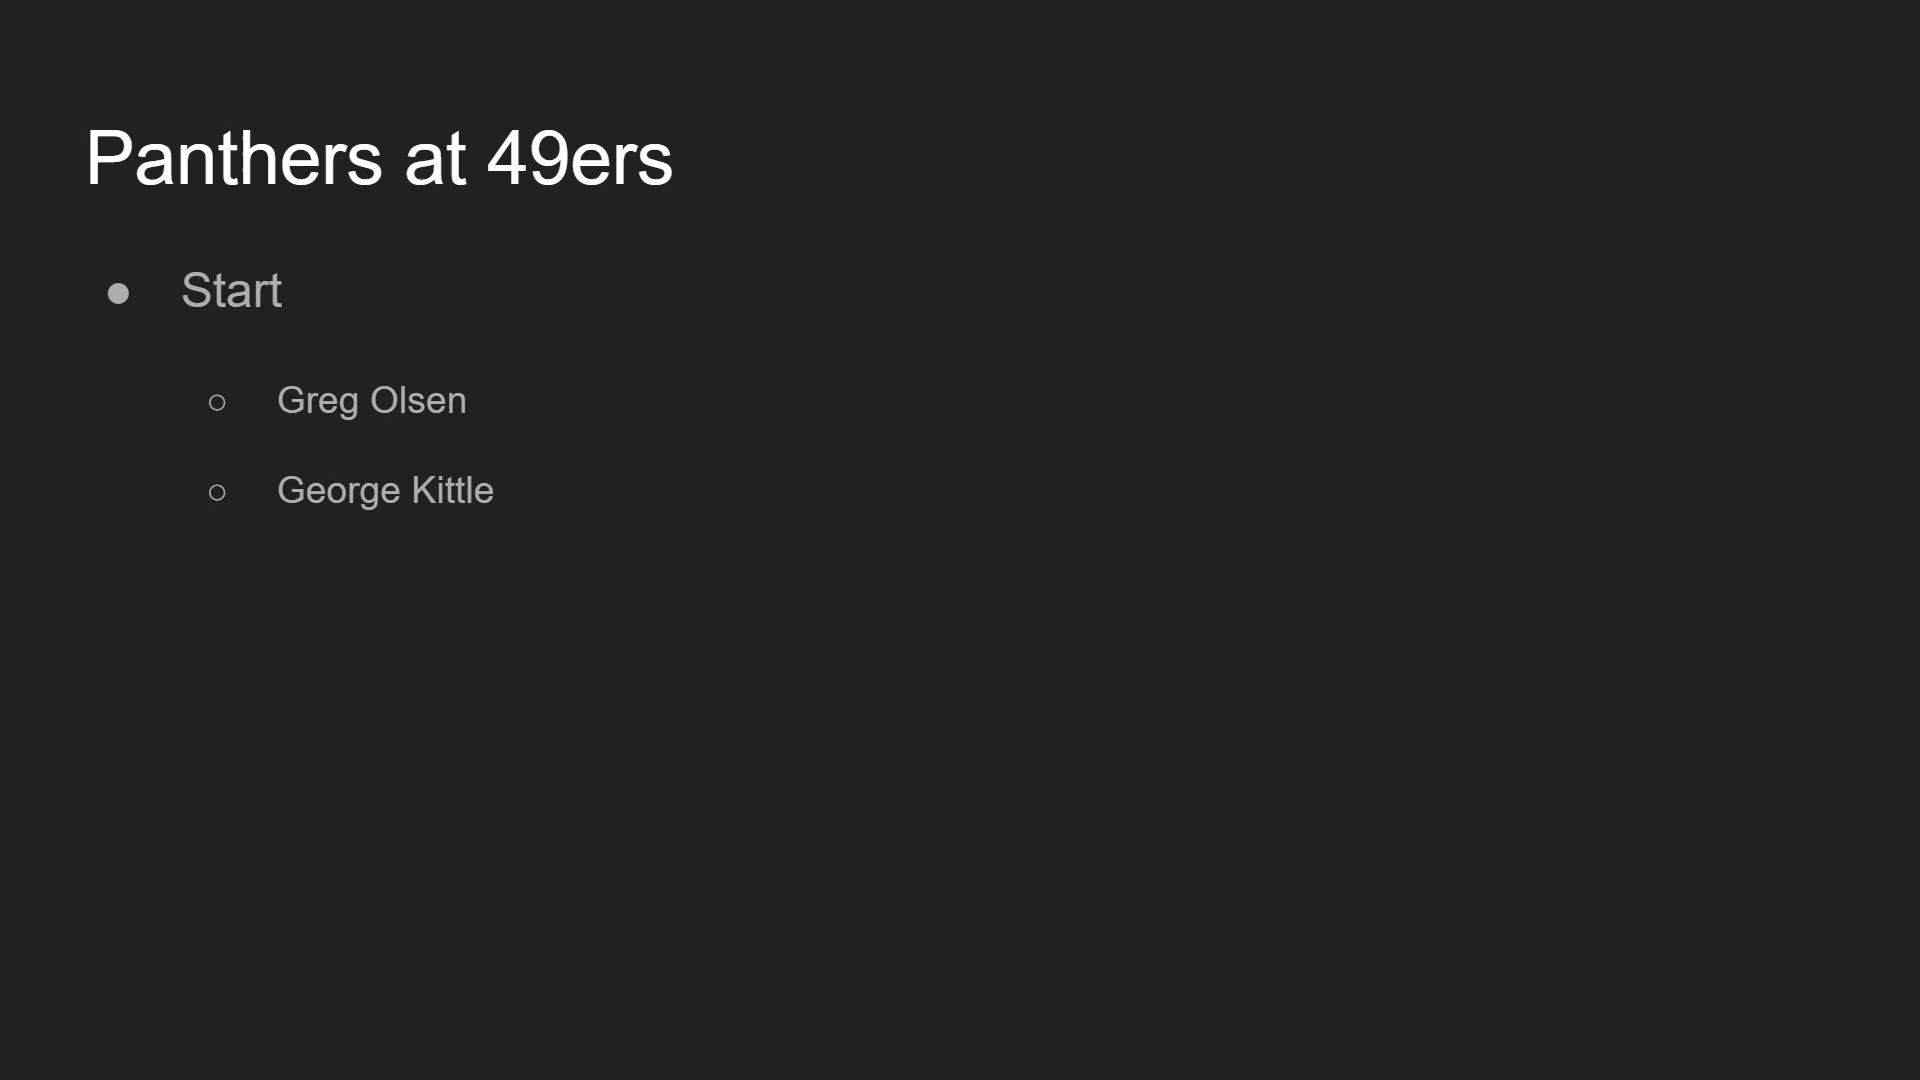 Panthers at 49ers
● Start
○ Greg Olsen
○ George Kittle